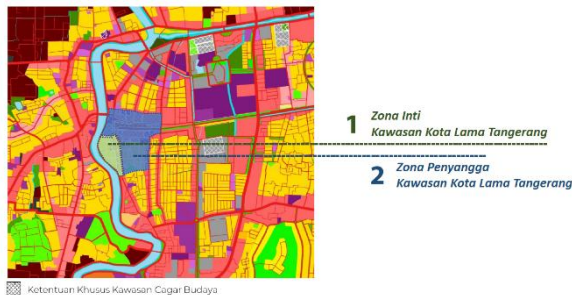 1 Zona Inti
Kawasan Kota Lama Tangerang
2 Zona Penyangga
Kawasan Kota Lama Tangerang
Ketentuan Khusus Kawasan Cagar Budaya